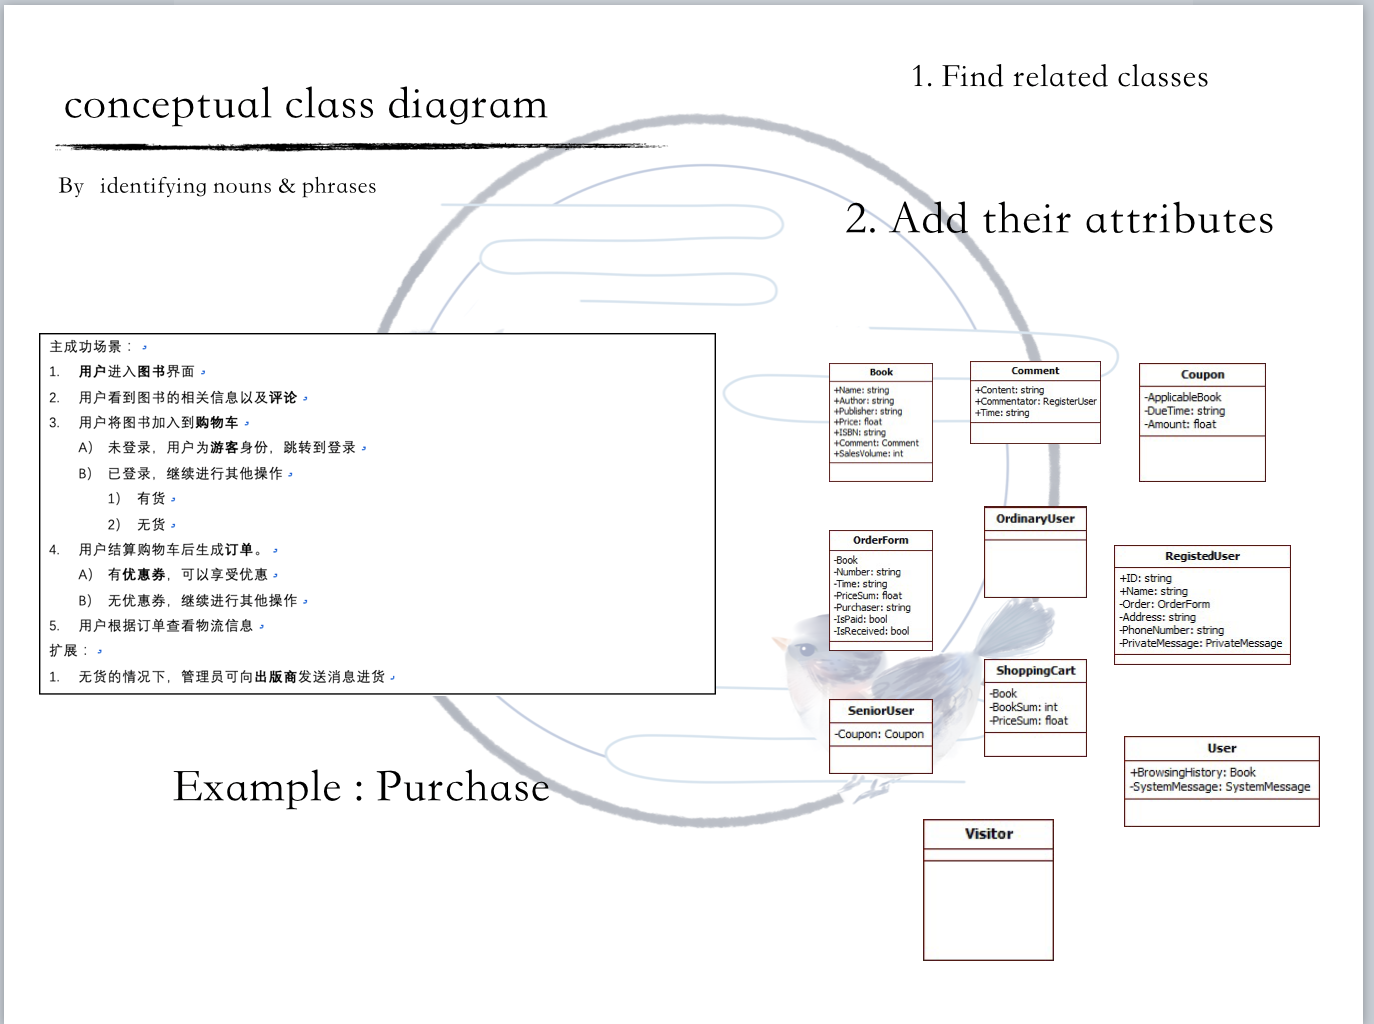 conceptual class diagram
By identifying nouns & phrases
1. Find related classes
2. Add their attributes
主成功场景：
1. 用户进入图书界面
2. 用户看到图书的相关信息以及评论
3. 用户将图书加入到购物车
A) 未登录，用户为游客身份，跳转到登录
B) 已登录，继续进行其他操作
1) 有货
2) 无货
4. 用户结算购物车后生成订单。
A) 有优惠券，可以享受优惠
B) 无优惠券，继续进行其他操作
5. 用户根据订单查看物流信息
扩展：
1. 无货的情况下，管理员可向出版商发送消息进货
Example : Purchase
Book
+Name: string
+Author: string
+Publisher: string
+Price: float
+ISBN: string
+Comment: Comment
+SalesVolume: int
Comment
+Content: string
+Commentator: RegisterUser
+Time: string
Coupon
-ApplicableBook
-DueTime: string
-Amount: float
OrderForm
-Book
-Number: string
-Time: string
-PriceSum: float
-Purchaser: string
-IsPaid: bool
-IsReceived: bool
OrdinaryUser
RegistedUser
+ID: string
+Name: string
-Order: OrderForm
-Address: string
-PhoneNumber: string
-PrivateMessage: PrivateMessage
ShoppingCart
-Book
-BookSum: int
-PriceSum: float
SeniorUser
-Coupon: Coupon
User
+BrowsingHistory: Book
-SystemMessage: SystemMessage
Visitor